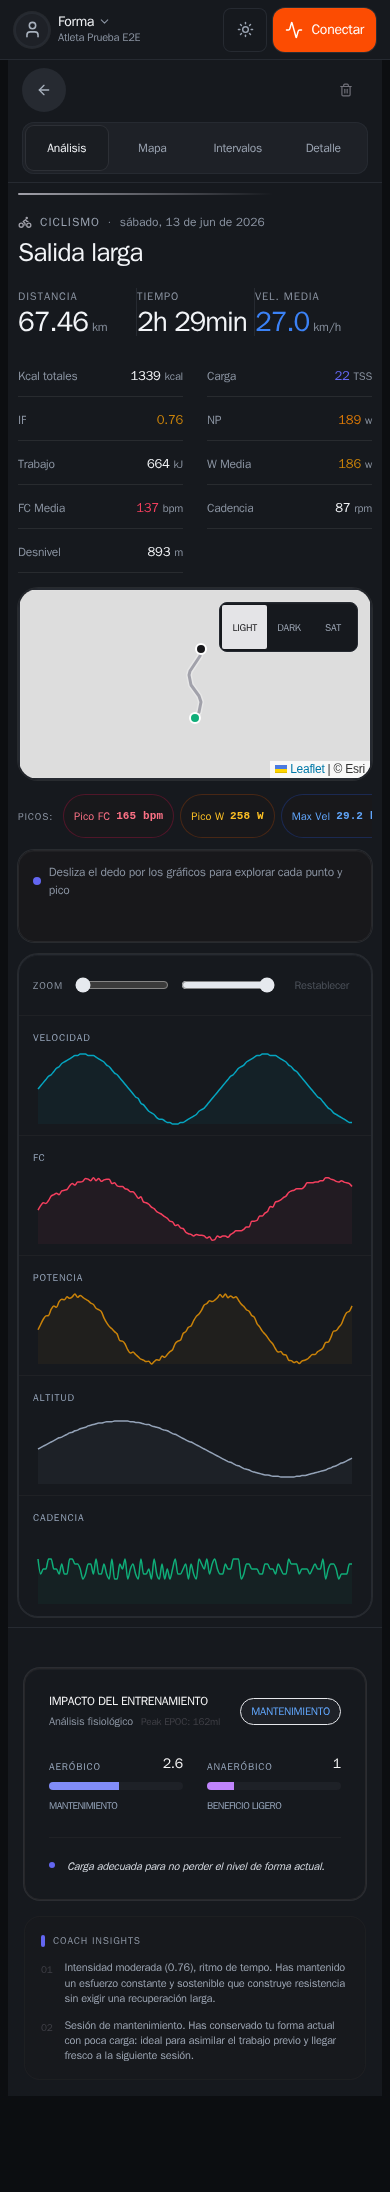 Forma
Atleta Prueba E2E
Conectar
Análisis
Mapa
Intervalos
Detalle
CICLISMO · sábado, 13 de jun de 2026
Salida larga
DISTANCIA
67.46 km
TIEMPO
2h 29min
VEL. MEDIA
27.0 km/h
Kcal totales 1339 kcal
Carga 22 TSS
IF 0.76
NP 189 w
Trabajo 664 kJ
W Media 186 w
FC Media 137 bpm
Cadencia 87 rpm
Desnivel 893 m
LIGHT
DARK
SAT
Leaflet | © Esri
PICOS:
Pico FC 165 bpm
Pico W 258 W
Max Vel 29.2
Desliza el dedo por los gráficos para explorar cada punto y
pico
ZOOM
Restablecer
VELOCIDAD
FC
POTENCIA
ALTITUD
CADENCIA
IMPACTO DEL ENTRENAMIENTO
Análisis fisiológico Peak EPOC: 162ml
MANTENIMIENTO
AERÓBICO 2.6
MANTENIMIENTO
ANAERÓBICO 1
BENEFICIO LIGERO
Carga adecuada para no perder el nivel de forma actual.
COACH INSIGHTS
01 Intensidad moderada (0.76), ritmo de tempo. Has mantenido
un esfuerzo constante y sostenible que construye resistencia
sin exigir una recuperación larga.
02 Sesión de mantenimiento. Has conservado tu forma actual
con poca carga: ideal para asimilar el trabajo previo y llegar
fresco a la siguiente sesión.